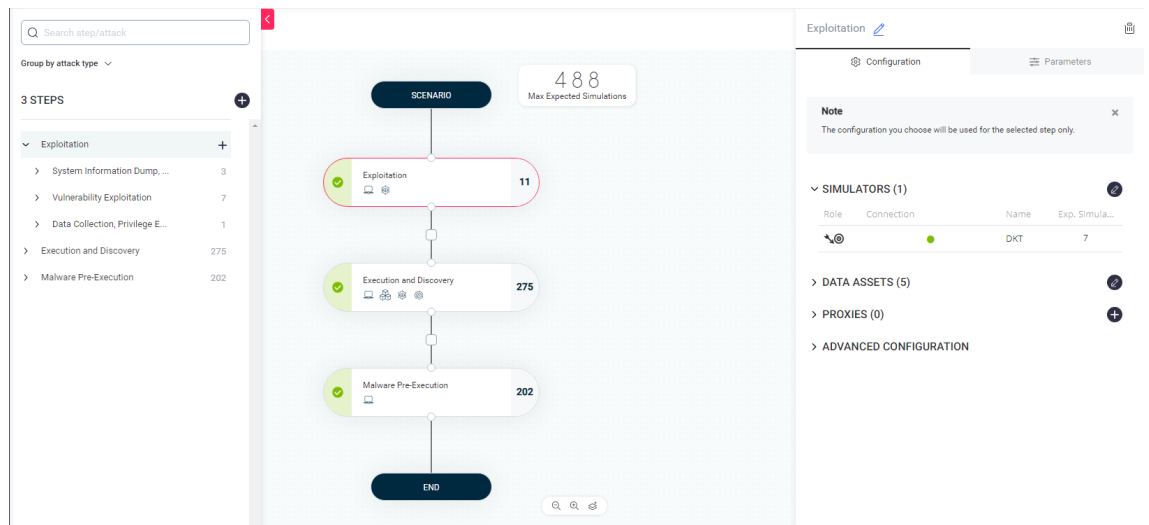 Search step/attack
Group by attack type
3 STEPS
Exploitation
System Information Dump, ...
3
Vulnerability Exploitation
7
Data Collection, Privilege E...
1
Execution and Discovery
275
Malware Pre-Execution
202
SCENARIO
488
Max Expected Simulations
Exploitation
11
Execution and Discovery
275
Malware Pre-Execution
202
END
Exploitation
Configuration
Parameters
Note
The configuration you choose will be used for the selected step only.
SIMULATORS (1)
Role Connection Name Exp. Simula...
DKT 7
DATA ASSETS (5)
PROXIES (0)
ADVANCED CONFIGURATION